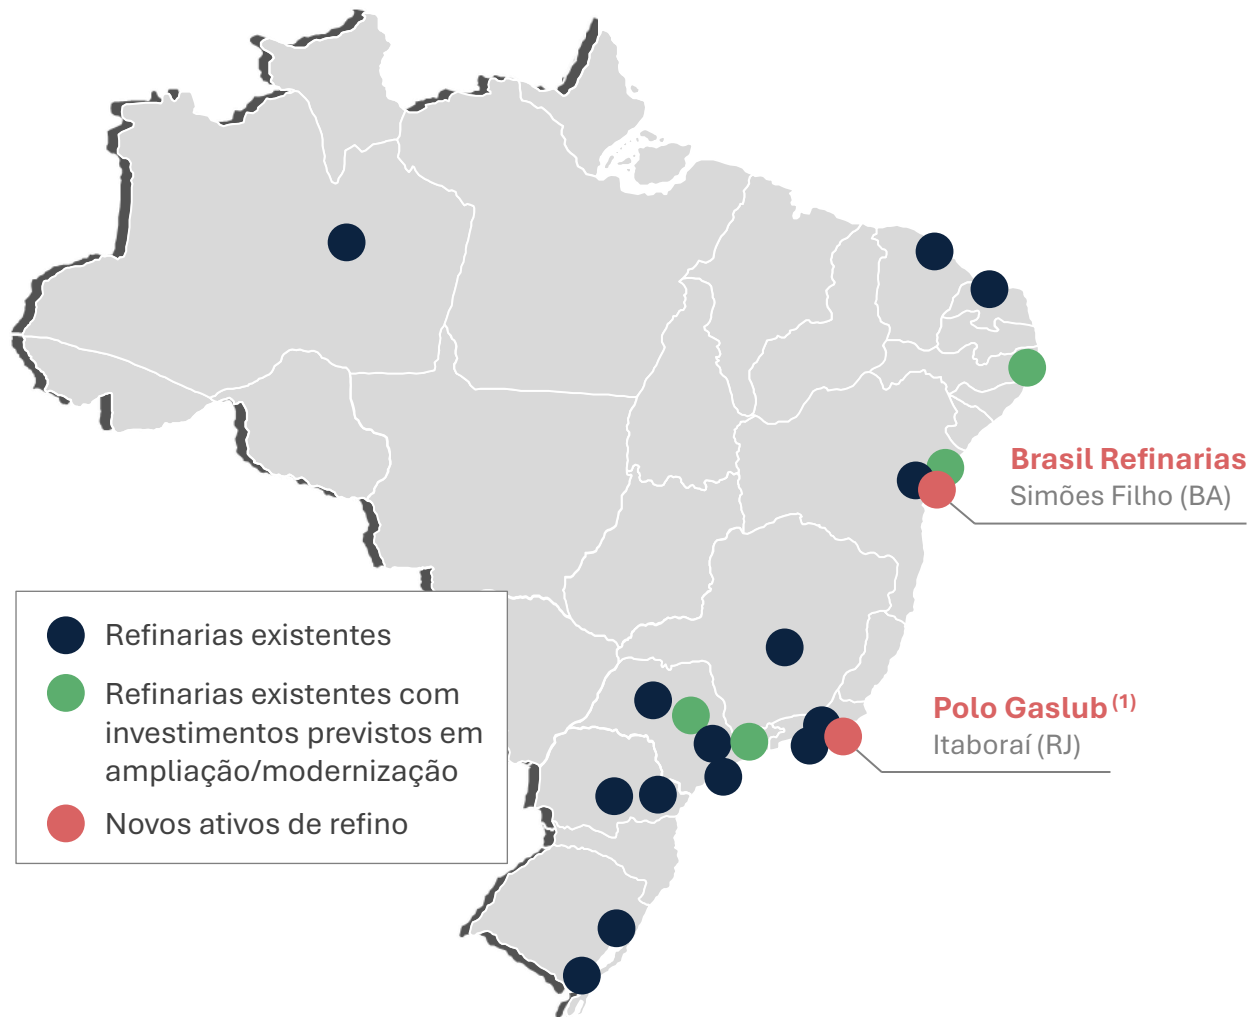 Brasil Refinarias
Simões Filho (BA)
Refinarias existentes
Refinarias existentes com
investimentos previstos em
ampliação/modernização
Novos ativos de refino
Polo Gaslub (1)
Itaboraí (RJ)